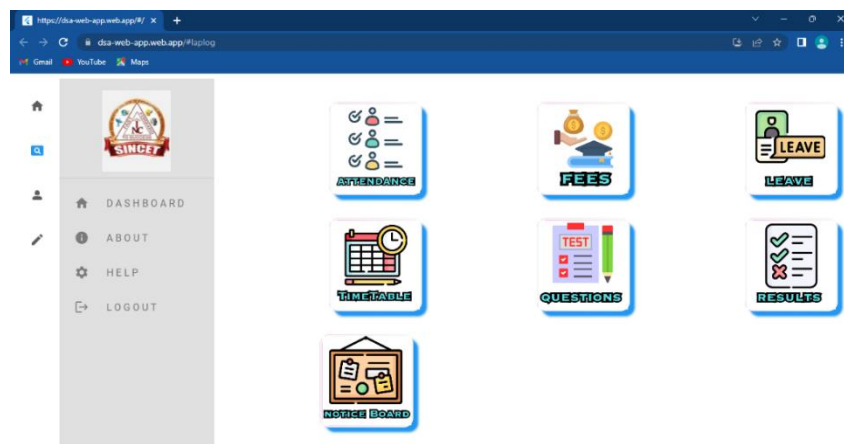 https://dsa-web-app.web.app/#/
dsa-web-app.web.app/#laplog
Gmail YouTube Maps
SINCET
DASHBOARD
ABOUT
HELP
LOGOUT
ATTENDANCE
FEES
LEAVE
LEAVE
TIMETABLE
TEST
QUESTIONS
RESULTS
NOTICE BOARD